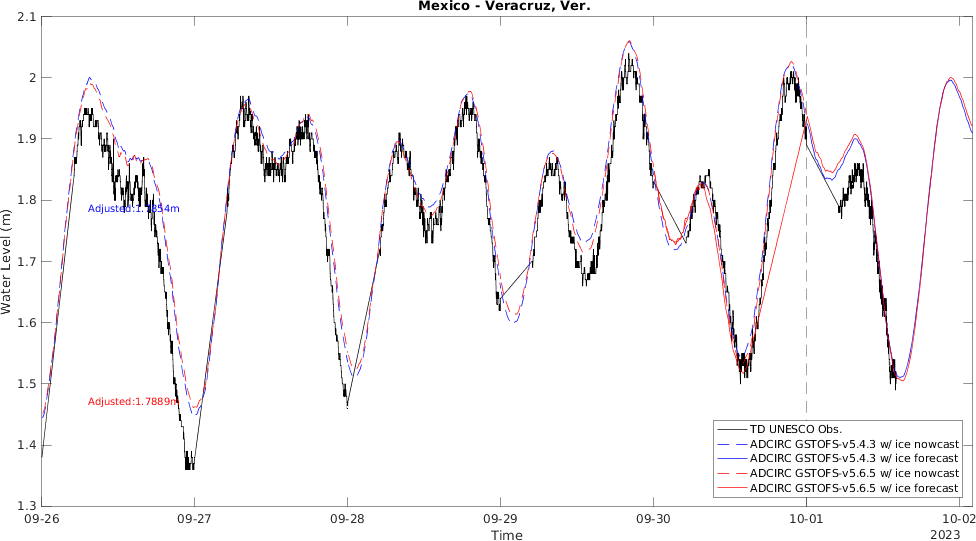 Mexico - Veracruz, Ver.
2.1
2
1.9
1.8
1.7
1.6
1.5
1.4
1.3
Water Level (m)
Adjusted:1.7889m
TD UNESCO Obs.
ADCIRC GSTOFS-v5.4.3 w/ ice nowcast
ADCIRC GSTOFS-v5.4.3 w/ ice forecast
ADCIRC GSTOFS-v5.6.5 w/ ice nowcast
ADCIRC GSTOFS-v5.6.5 w/ ice forecast
09-26 09-27 09-28 09-29 09-30 10-01 10-02
Time
2023